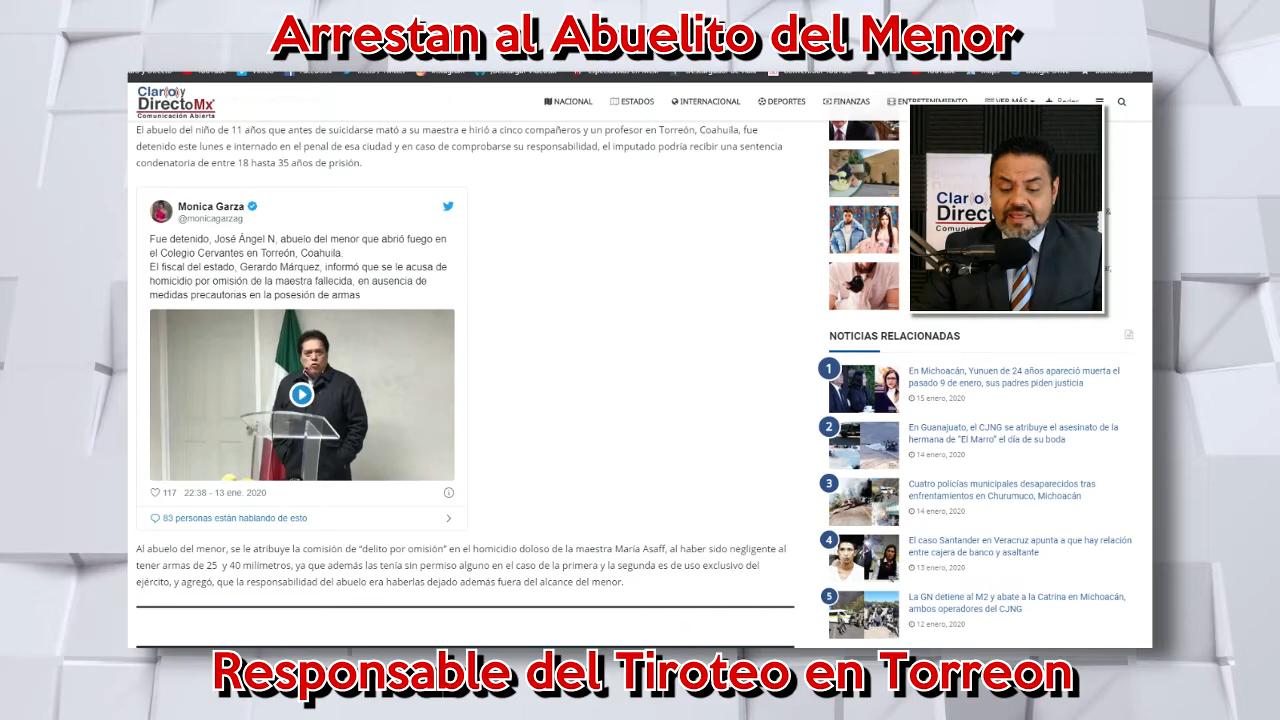 Arrestan al Abuelito del Menor
Claro y
DirectoMx
Comunicación Abierta
NACIONAL ESTADOS INTERNACIONAL DEPORTES FINANZAS ENTRETENIMIENTO VER MÁS Redes
El abuelo del niño de 11 años que antes de suicidarse mató a su maestra e hirió a cinco compañeros y un profesor en Torreón, Coahuila, fue
detenido este lunes e internado en el penal de esa ciudad y en caso de comprobarse su responsabilidad, el imputado podría recibir una sentencia
condenatoria de entre 18 hasta 35 años de prisión.
Monica Garza
@monicagarzag
Fue detenido, José Ángel N, abuelo del menor que abrió fuego en
el Colegio Cervantes en Torreón, Coahuila.
El fiscal del estado, Gerardo Márquez, informó que se le acusa de
homicidio por omisión de la maestra fallecida, en ausencia de
medidas precautorias en la posesión de armas
117 22:38 - 13 ene. 2020
83 personas están hablando de esto
Al abuelo del menor, se le atribuye la comisión de “delito por omisión” en el homicidio doloso de la maestra María Asaff, al haber sido negligente al
tener armas de 25 y 40 milímetros, ya que además las tenía sin permiso alguno en el caso de la primera y la segunda es de uso exclusivo del
ejército, y agregó, que la responsabilidad del abuelo era haberlas dejado además fuera del alcance del menor.
NOTICIAS RELACIONADAS
1
En Michoacán, Yunuen de 24 años apareció muerta el
pasado 9 de enero, sus padres piden justicia
15 enero, 2020
2
En Guanajuato, el CJNG se atribuye el asesinato de la
hermana de “El Marro” el día de su boda
14 enero, 2020
3
Cuatro policías municipales desaparecidos tras
enfrentamientos en Churumuco, Michoacán
14 enero, 2020
4
El caso Santander en Veracruz apunta a que hay relación
entre cajera de banco y asaltante
13 enero, 2020
5
La GN detiene al M2 y abate a la Catrina en Michoacán,
ambos operadores del CJNG
12 enero, 2020
Responsable del Tiroteo en Torreon